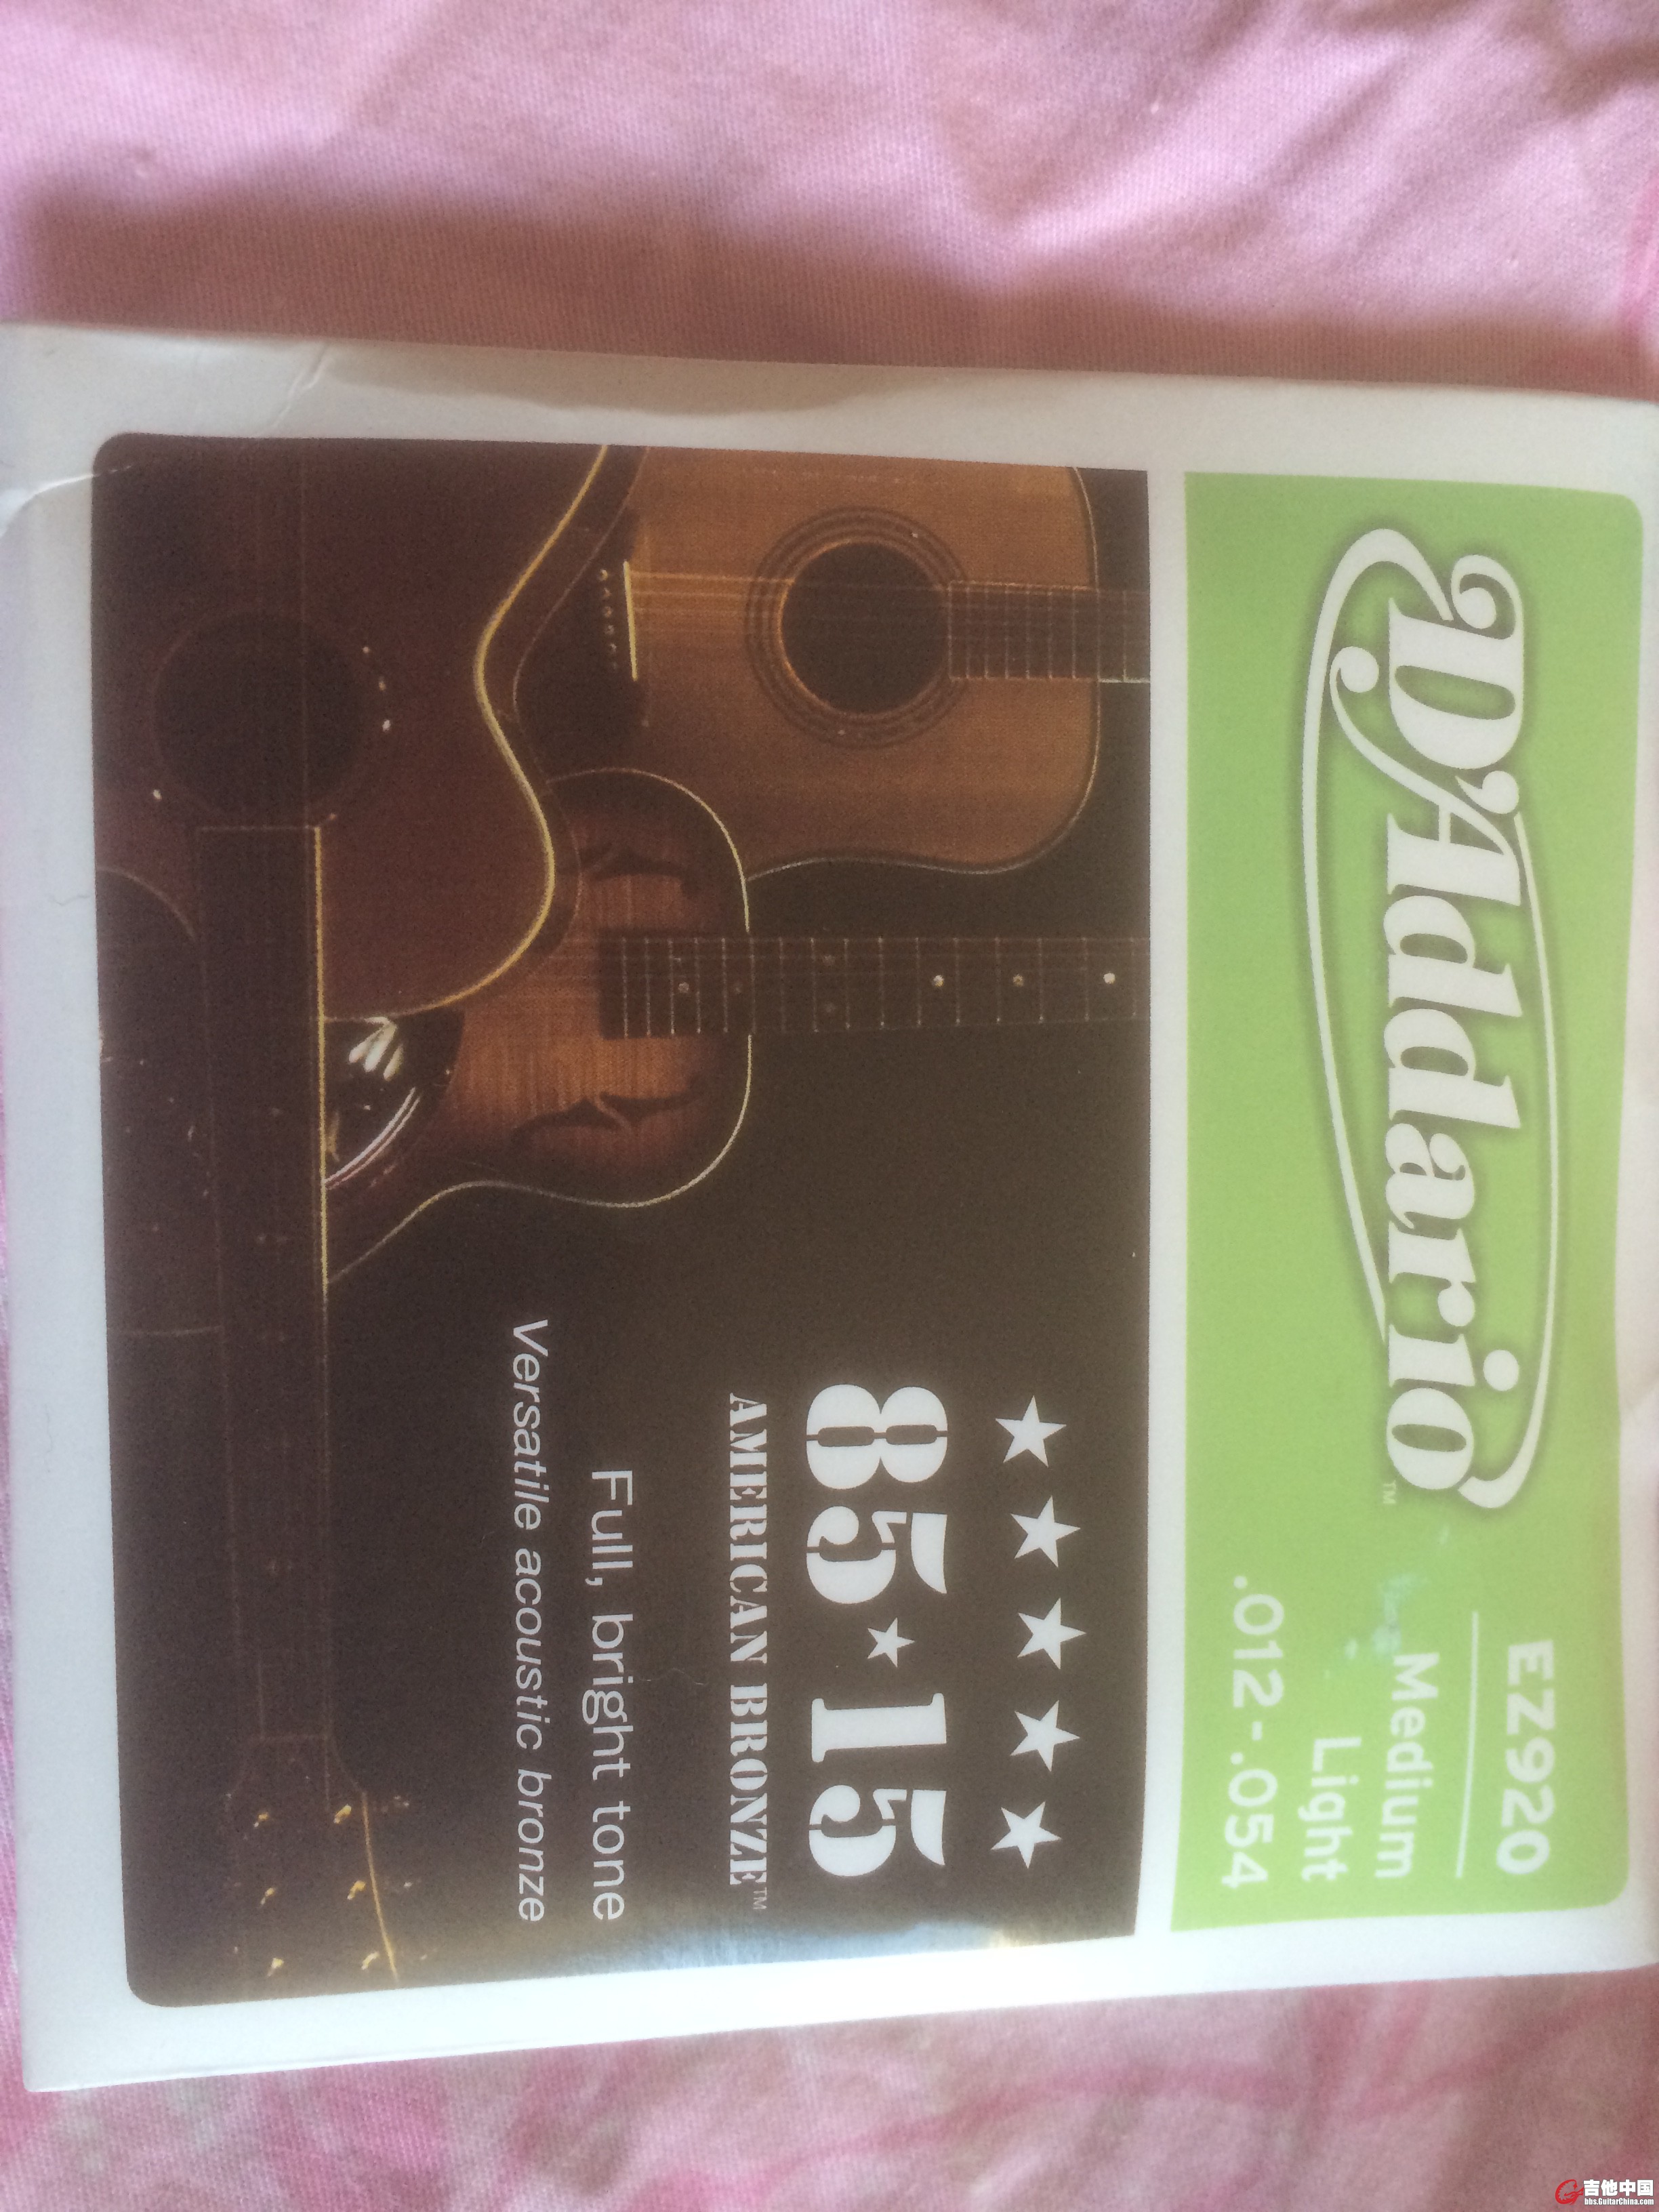 D'Addario™
EZ920
Medium
Light
.012 - .054
85★15
AMERICAN BRONZE™
Full, bright tone
Versatile acoustic bronze
吉他中国
bbs.GuitarChina.com